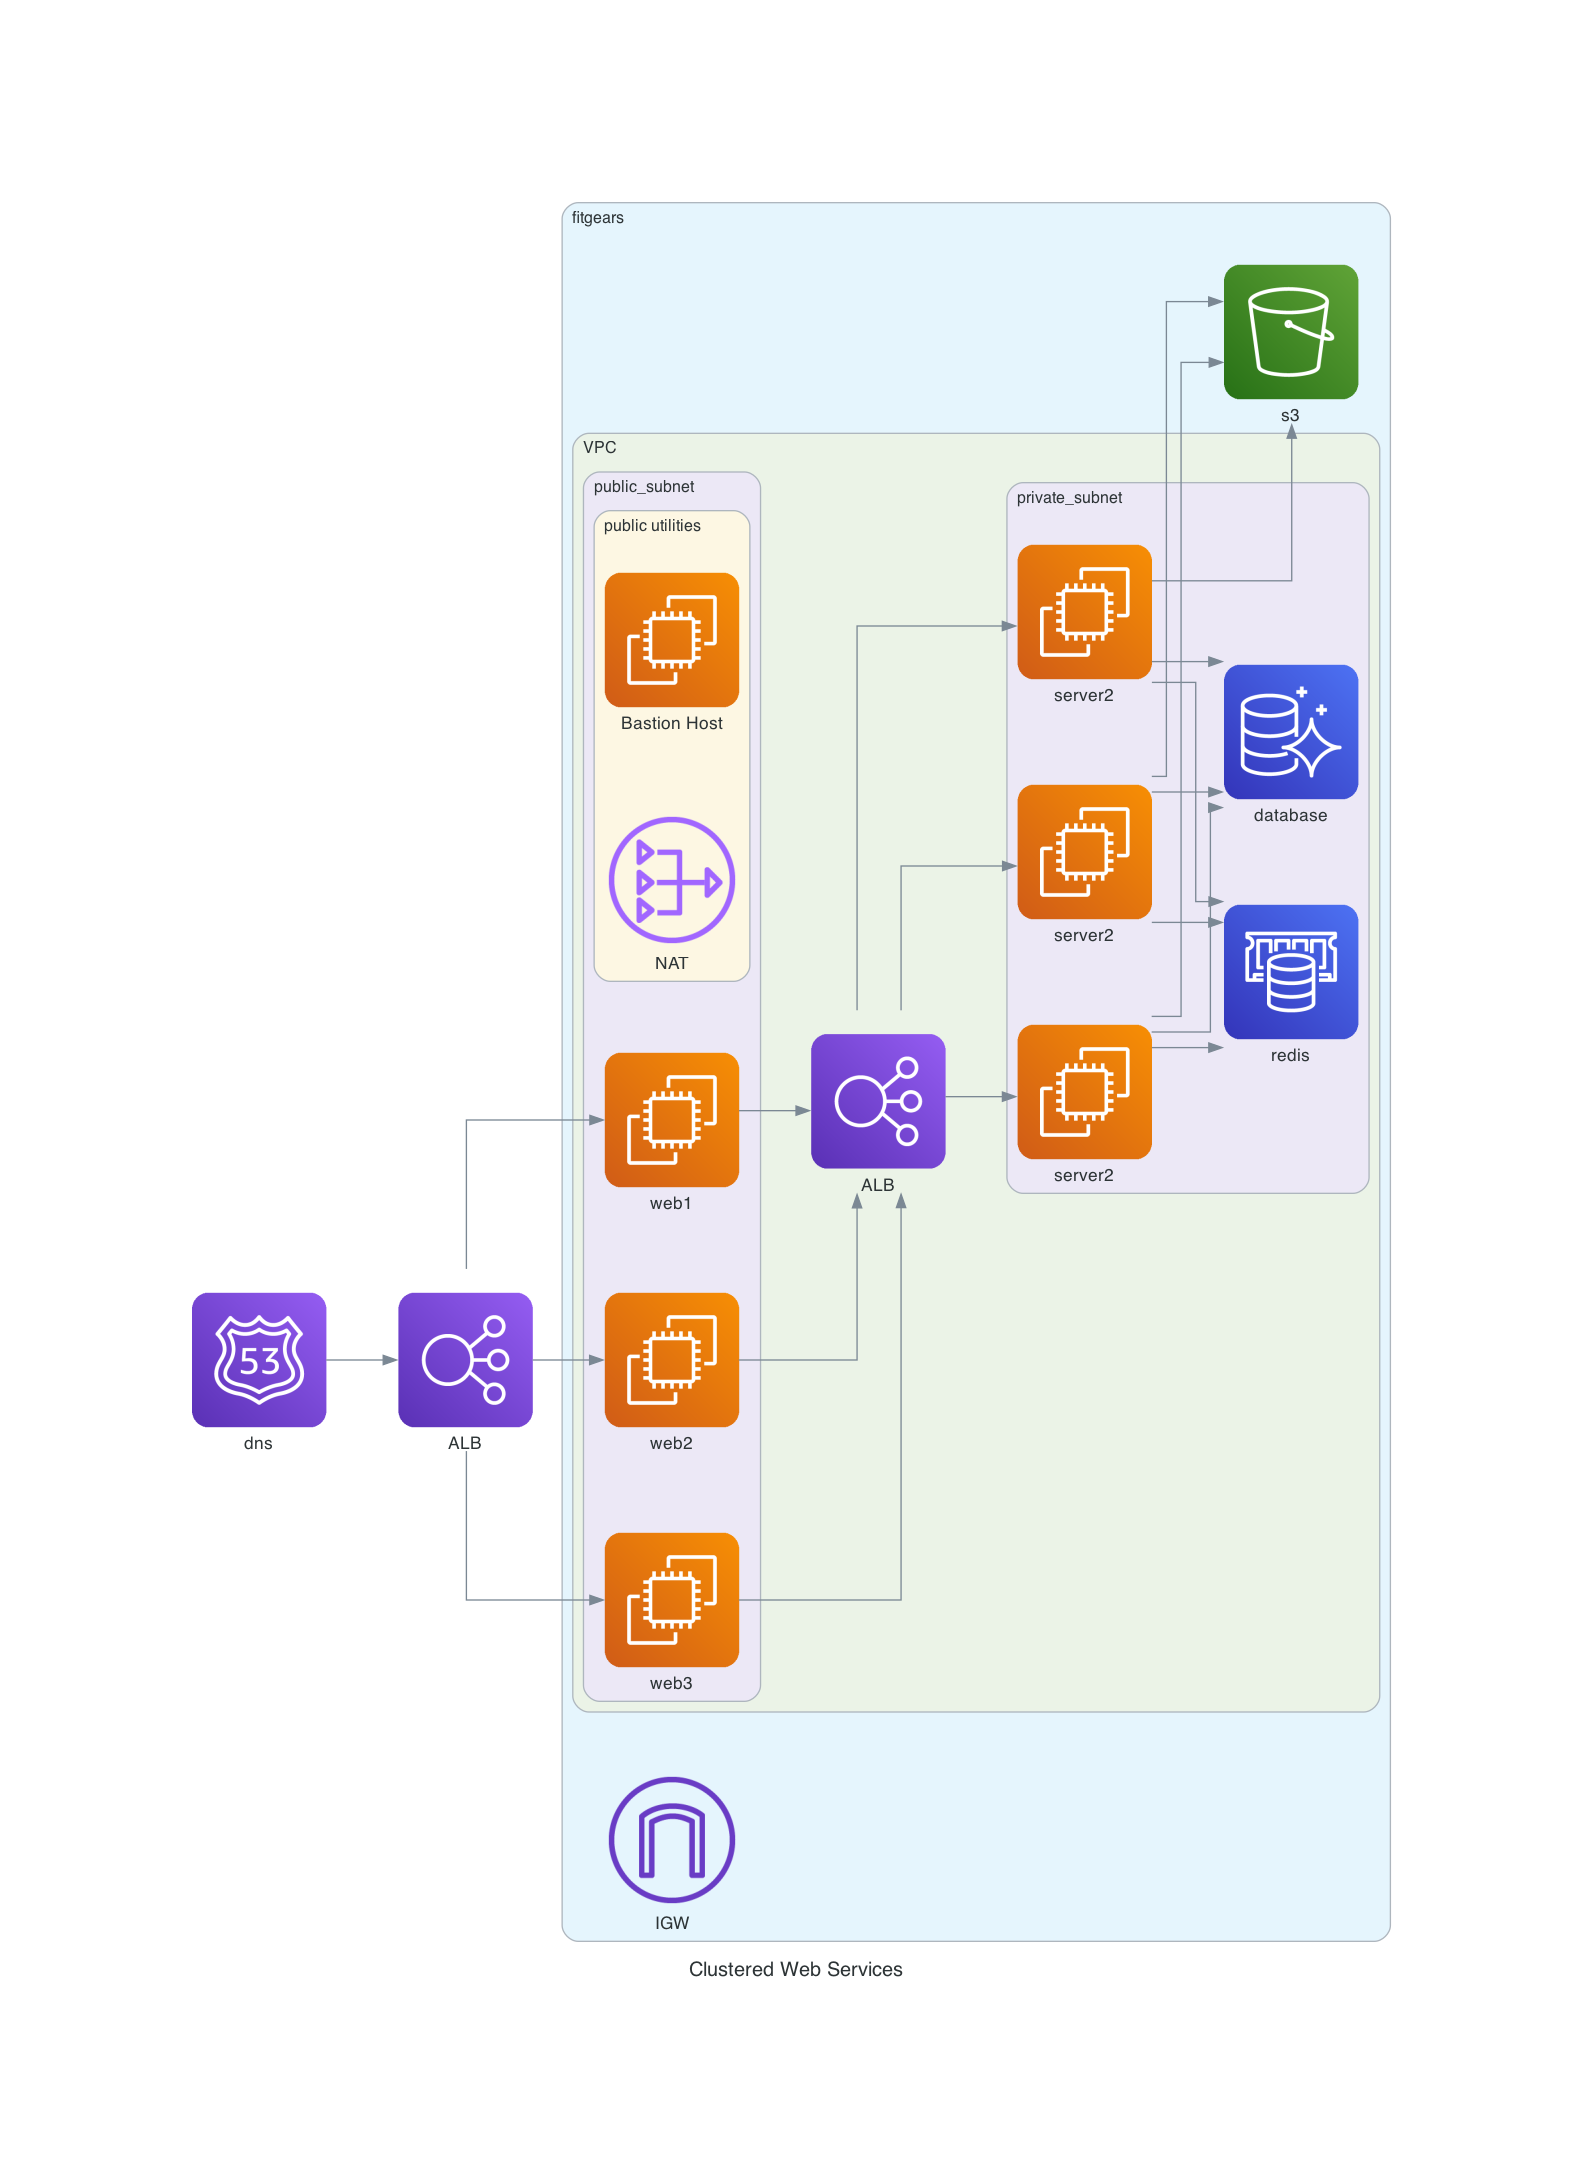 fitgears
s3
VPC
public_subnet
private_subnet
public utilities
Bastion Host
server2
database
server2
NAT
redis
server2
ALB
web1
53
dns
ALB
web2
web3
IGW
Clustered Web Services